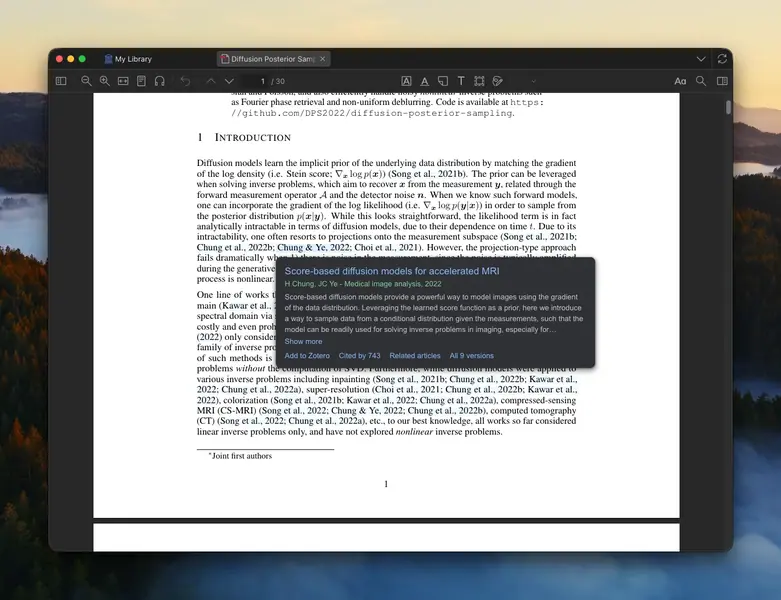 My Library
Diffusion Posterior Sam
1 / 30
Aa
as Fourier phase retrieval and non-uniform deblurring. Code is available at https:
//github.com/DPS2022/diffusion-posterior-sampling.
1 INTRODUCTION
Diffusion models learn the implicit prior of the underlying data distribution by matching the gradient
of the log density (i.e. Stein score; ∇x log p(x)) (Song et al., 2021b). The prior can be leveraged
when solving inverse problems, which aim to recover x from the measurement y, related through the
forward measurement operator A and the detector noise n. When we know such forward models,
one can incorporate the gradient of the log likelihood (i.e. ∇x log p(y|x)) in order to sample from
the posterior distribution p(x|y). While this looks straightforward, the likelihood term is in fact
analytically intractable in terms of diffusion models, due to their dependence on time t. Due to its
intractability, one often resorts to projections onto the measurement subspace (Song et al., 2021b;
Chung et al., 2022b; Chung & Ye, 2022; Choi et al., 2021). However, the projection-type approach
fails dramatically when
during the generative
process is nonlinear.
Score-based diffusion models for accelerated MRI
H Chung, JC Ye - Medical image analysis, 2022
Score-based diffusion models provide a powerful way to model images using the gradient
of the data distribution. Leveraging the learned score function as a prior, here we introduce
a way to sample data from a conditional distribution given the measurements, such that the
model can be readily used for solving inverse problems in imaging, especially for…
Show more
Add to Zotero Cited by 743 Related articles All 9 versions
One line of works
main (Kawar et al.,
spectral domain via
costly and even
(2022) only
family of inverse
of such methods is
problems without the computation of SVD. Furthermore, while diffusion models were applied to
various inverse problems including inpainting (Song et al., 2021b; Chung et al., 2022b; Kawar et al.,
2022; Chung et al., 2022a), super-resolution (Choi et al., 2021; Chung et al., 2022b; Kawar et al.,
2022), colorization (Song et al., 2021b; Kawar et al., 2022; Chung et al., 2022a), compressed-sensing
MRI (CS-MRI) (Song et al., 2022; Chung & Ye, 2022; Chung et al., 2022b), computed tomography
(CT) (Song et al., 2022; Chung et al., 2022a), etc., to our best knowledge, all works so far considered
linear inverse problems only, and have not explored nonlinear inverse problems.
*Joint first authors
1